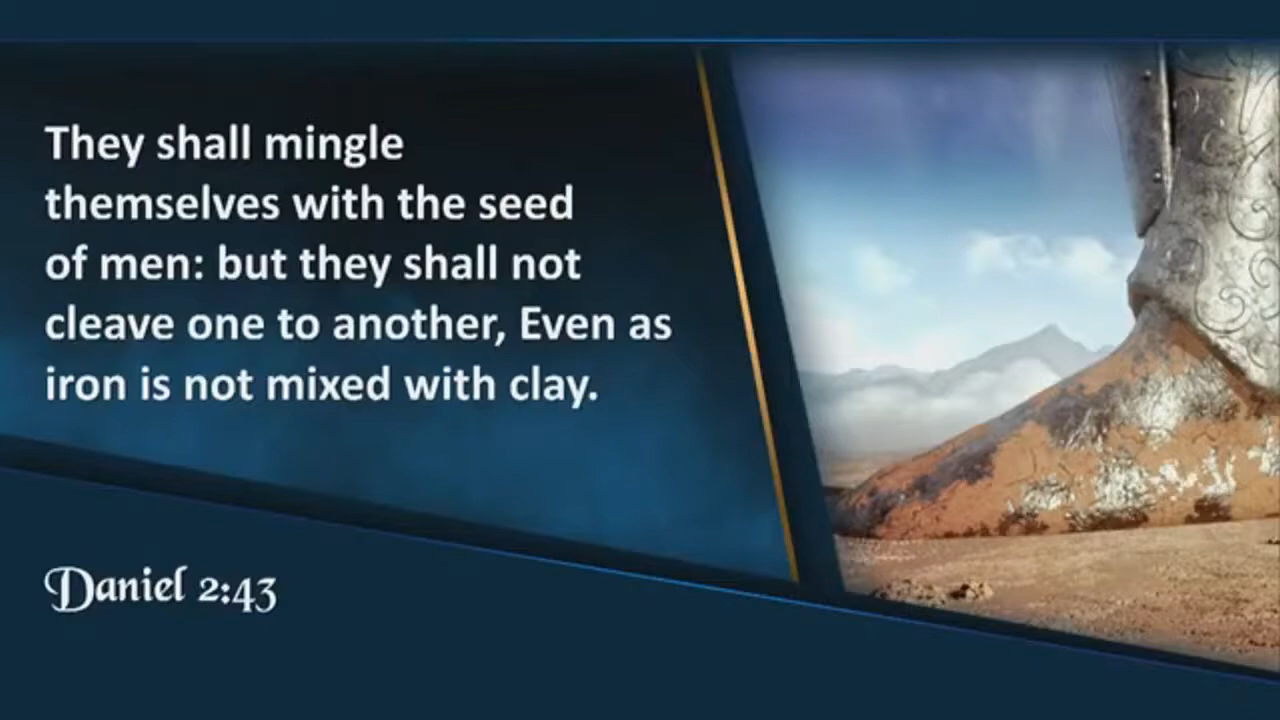 They shall mingle
themselves with the seed
of men: but they shall not
cleave one to another, Even as
iron is not mixed with clay.
Daniel 2:43